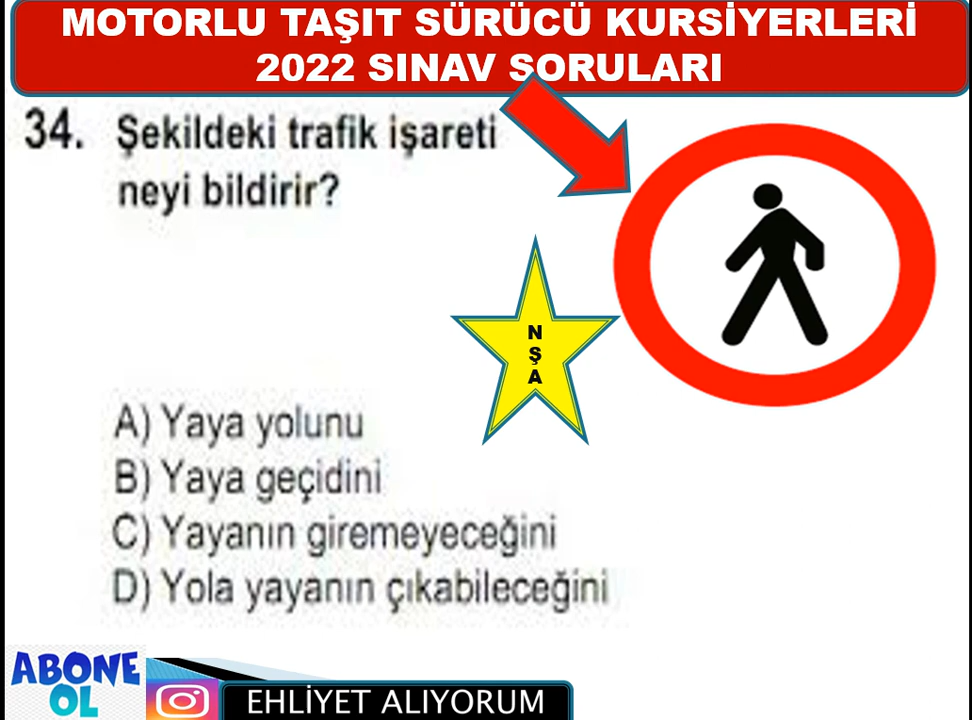 MOTORLU TAŞIT SÜRÜCÜ KURSİYERLERİ
2022 SINAV SORULARI
34. Şekildeki trafik işareti
neyi bildirir?
N
Ş
A
A) Yaya yolunu
B) Yaya geçidini
C) Yayanın giremeyeceğini
D) Yola yayanın çıkabileceğini
ABONE
OL
EHLİYET ALIYORUM